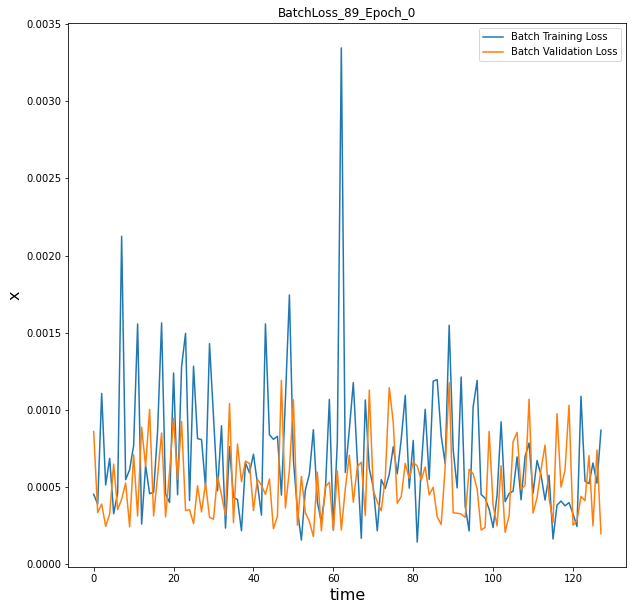 BatchLoss_89_Epoch_0
Batch Training Loss
Batch Validation Loss
0.0035
0.0030
0.0025
0.0020
0.0015
0.0010
0.0005
0.0000
x
0 20 40 60 80 100 120
time